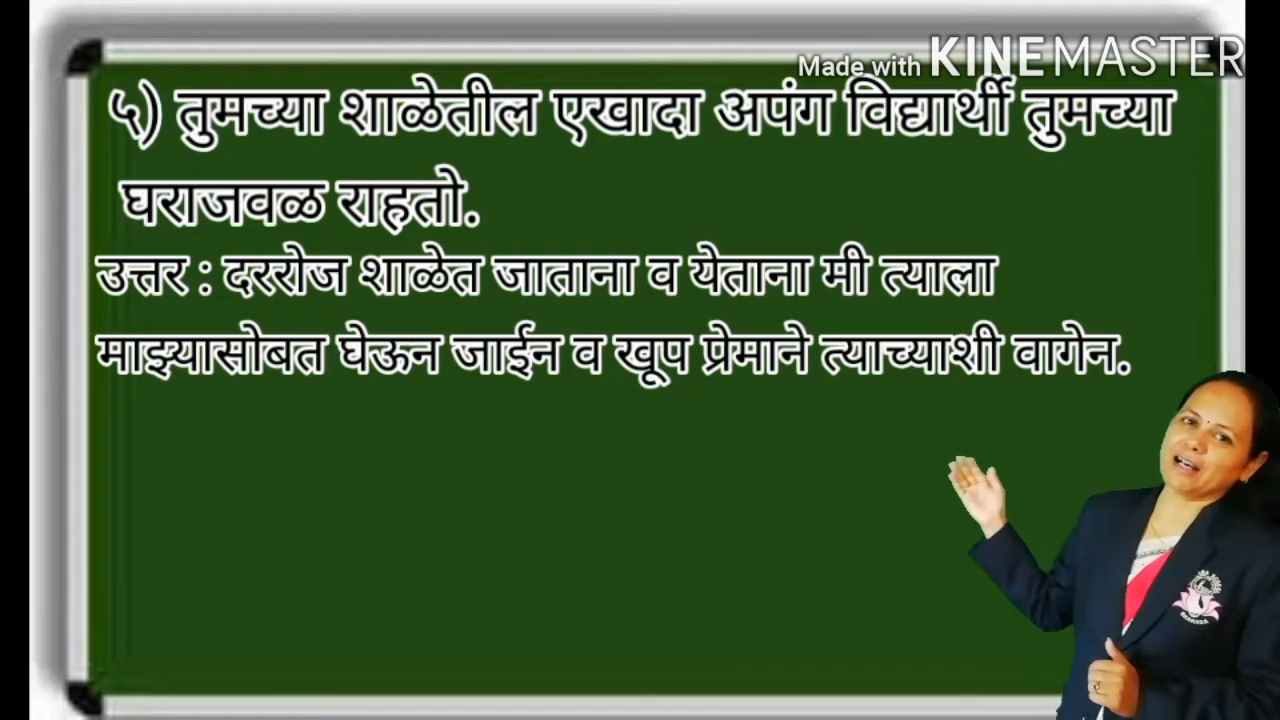 Made with KINEMASTER
५) तुमच्या शाळेतील एखादा अपंग विद्यार्थी तुमच्या
घराजवळ राहतो.
उत्तर : दररोज शाळेत जाताना व येताना मी त्याला
माझ्यासोबत घेऊन जाईन व खूप प्रेमाने त्याच्याशी वागेन.